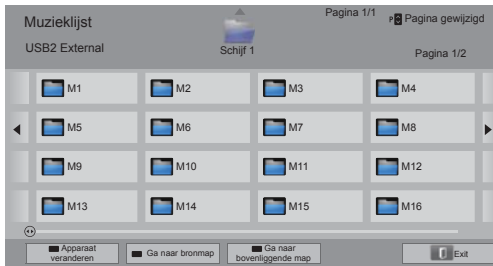 Muzieklijst
Pagina 1/1
P Pagina gewijzigd
USB2 External
Schijf 1
Pagina 1/2
M1
M2
M3
M4
M5
M6
M7
M8
M9
M10
M11
M12
M13
M14
M15
M16
Apparaat
veranderen
Ga naar bronmap
Ga naar
bovenliggende map
Exit